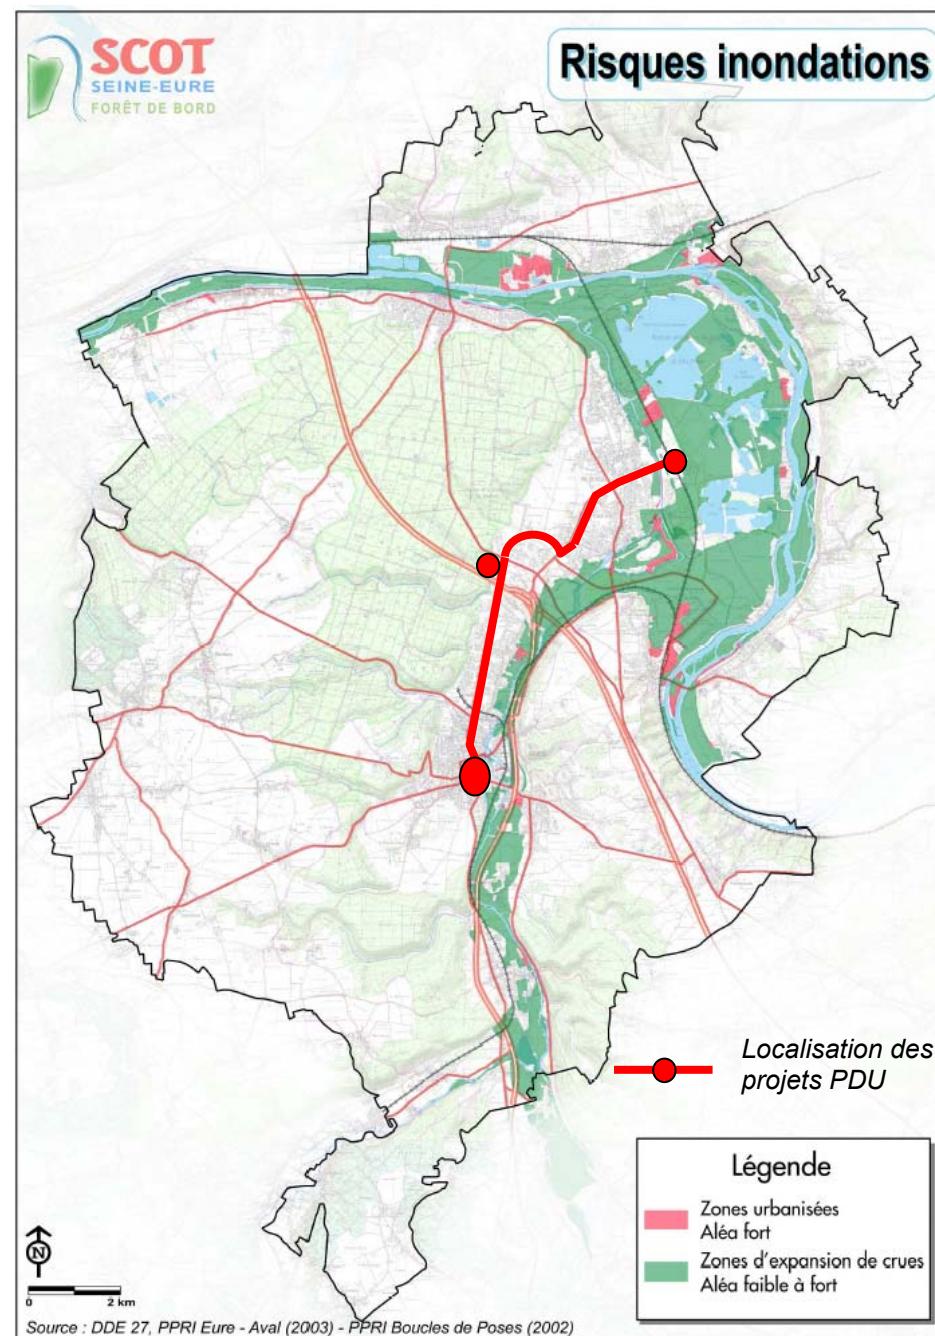 SCOT
SEINE-EURE
FORÊT DE BORD
Risques inondations
Localisation des
projets PDU
Légende
Zones urbanisées
Aléa fort
Zones d'expansion de crues
Aléa faible à fort
N
0 2 km
Source : DDE 27, PPRI Eure - Aval (2003) - PPRI Boucles de Poses (2002)